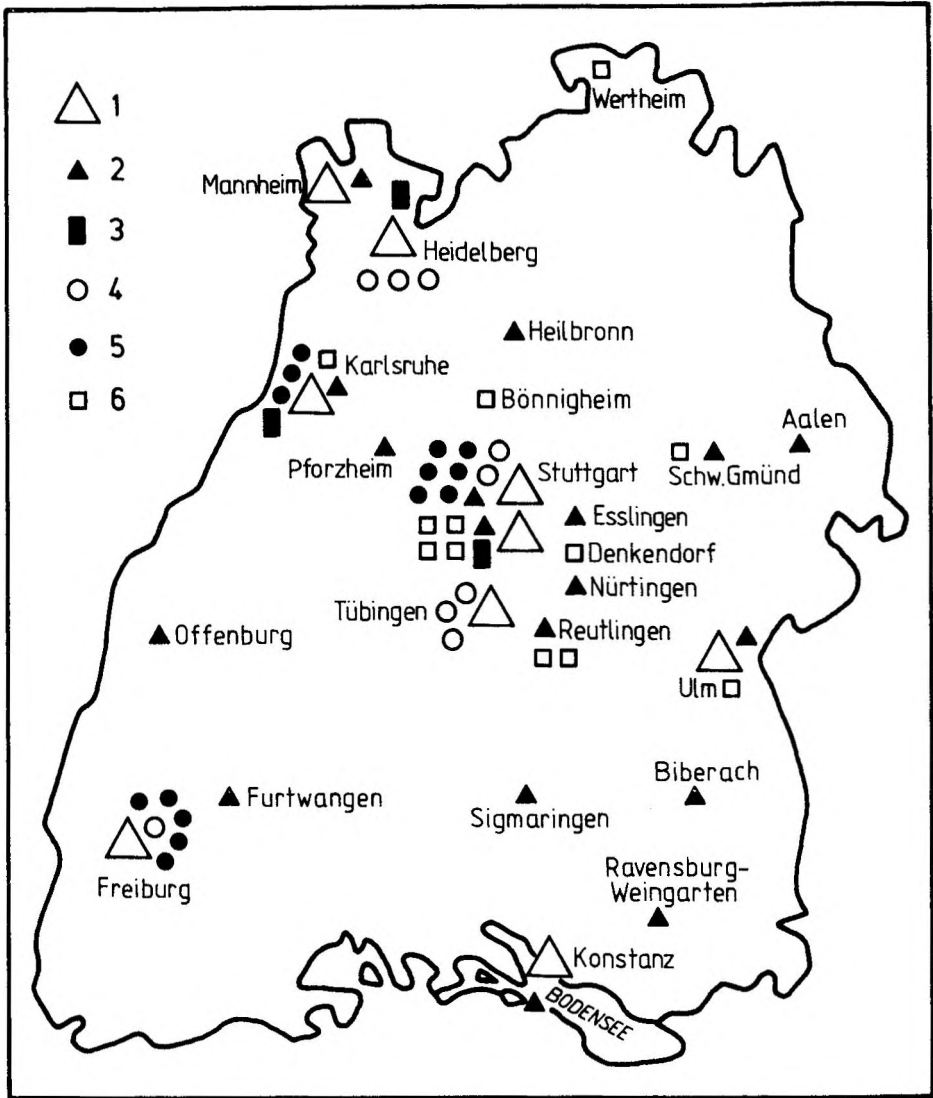 1
2
3
4
5
6
Wertheim
Mannheim
Heidelberg
Heilbronn
Karlsruhe
Bönnigheim
Aalen
Pforzheim
Stuttgart
Schw.Gmünd
Esslingen
Denkendorf
Nürtingen
Tübingen
Reutlingen
Offenburg
Ulm
Biberach
Furtwangen
Sigmaringen
Ravensburg-
Weingarten
Freiburg
Konstanz
BODENSEE